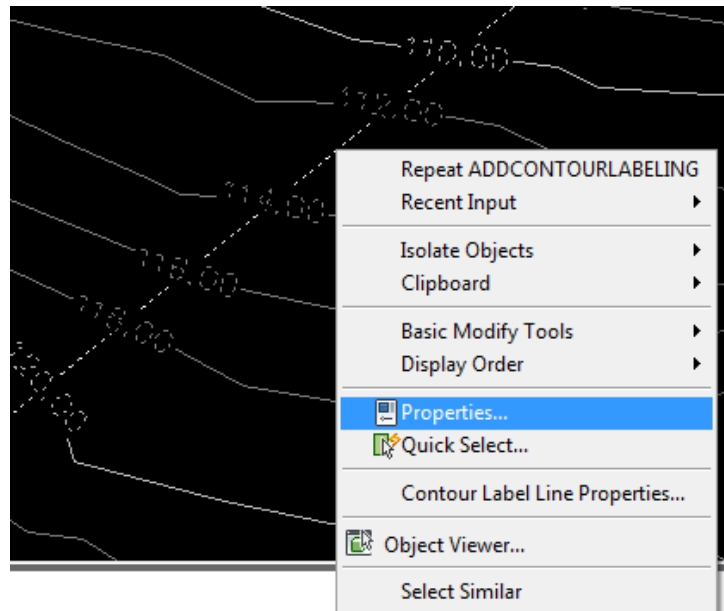 110.00
112.00
114.00
116.00
118.00
Repeat ADDCONTOURLABELING
Recent Input
Isolate Objects
Clipboard
Basic Modify Tools
Display Order
Properties...
Quick Select...
Contour Label Line Properties...
Object Viewer...
Select Similar